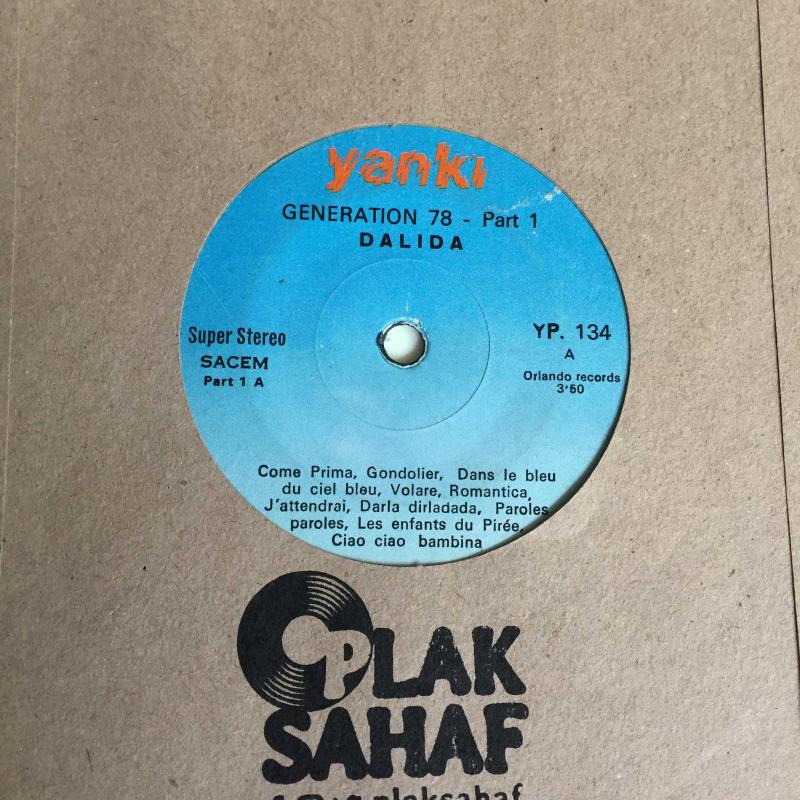 yanki
GENERATION 78 - Part 1
DALIDA
Super Stereo
SACEM
Part 1 A
YP. 134
A
Orlando records
3'50
Come Prima, Gondolier, Dans le bleu
du ciel bleu, Volare, Romantica,
J'attendrai, Darla dirladada, Paroles
paroles, Les enfants du Pirée,
Ciao ciao bambina
PLAK
SAHAF
plaksahaf